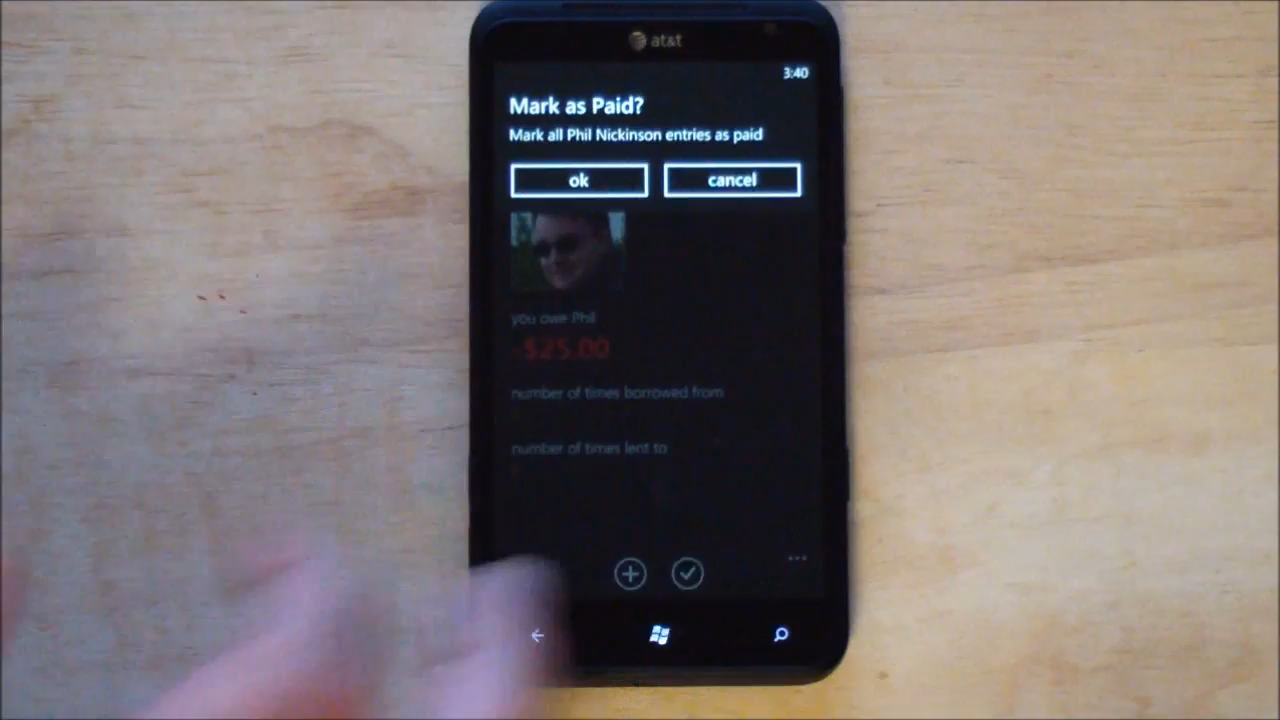 at&t
3:40
Mark as Paid?
Mark all Phil Nickinson entries as paid
ok cancel
you owe Phil
-$25.00
number of times borrowed from
number of times lent to